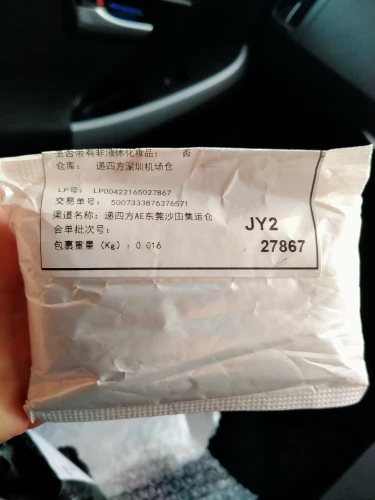 是否带有非液体化妆品： 否
仓库： 递四方深圳机场仓
LP号： LP00422165027867
交易单号： 5007333876376571
渠道名称：递四方AE东莞沙田集运仓
合单批次号：
包裹重量（Kg）：0.016
JY2
27867